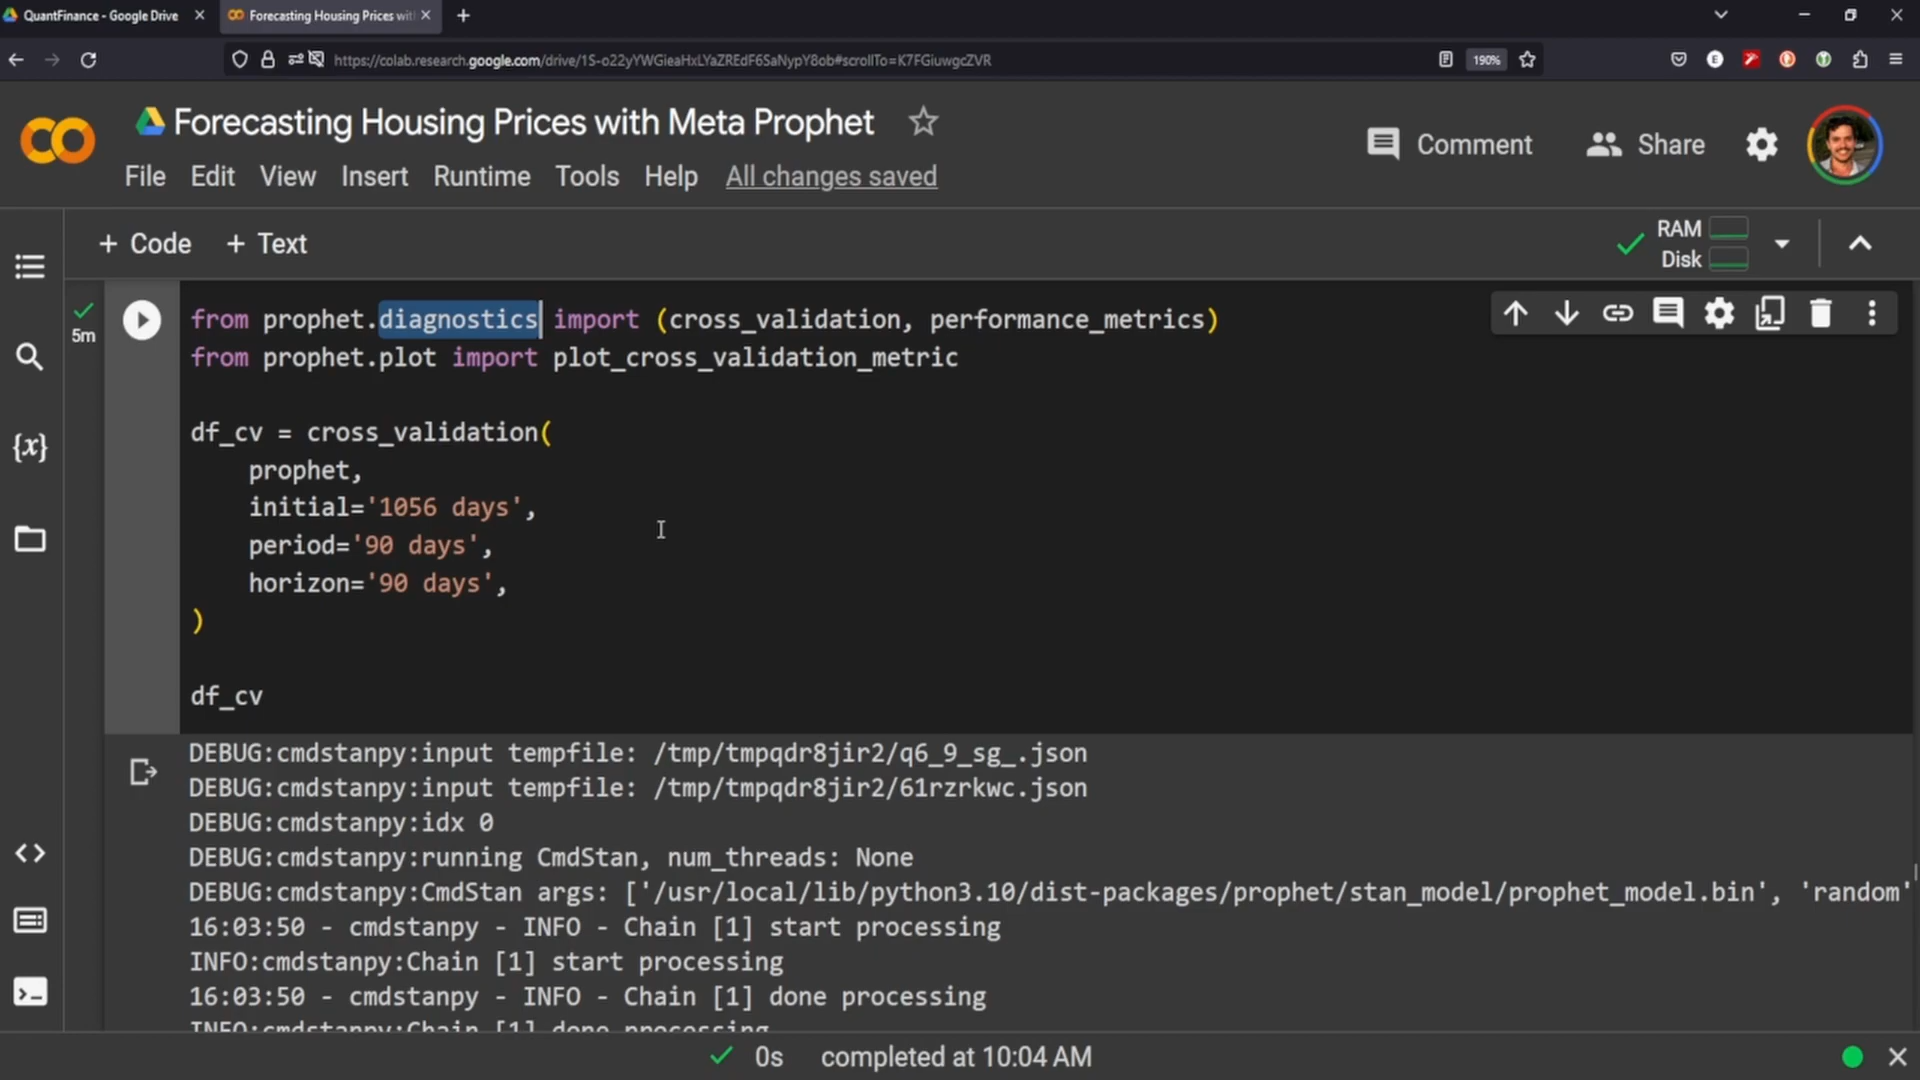 QuantFinance - Google Drive
Forecasting Housing Prices wit
https://colab.research.google.com/drive/1S-o22yYWGieaHxLYaZREdF6SaNypY8ob#scrollTo=K7FGiuwgcZVR
190%
Forecasting Housing Prices with Meta Prophet
Comment
Share
File Edit View Insert Runtime Tools Help All changes saved
+ Code + Text
RAM
Disk
5m
from prophet.diagnostics import (cross_validation, performance_metrics)
from prophet.plot import plot_cross_validation_metric
df_cv = cross_validation(
prophet,
initial='1056 days',
period='90 days',
horizon='90 days',
)
df_cv
DEBUG:cmdstanpy:input tempfile: /tmp/tmpqdr8jir2/q6_9_sg_.json
DEBUG:cmdstanpy:input tempfile: /tmp/tmpqdr8jir2/61rzrkwc.json
DEBUG:cmdstanpy:idx 0
DEBUG:cmdstanpy:running CmdStan, num_threads: None
DEBUG:cmdstanpy:CmdStan args: ['/usr/local/lib/python3.10/dist-packages/prophet/stan_model/prophet_model.bin', 'random'
16:03:50 - cmdstanpy - INFO - Chain [1] start processing
INFO:cmdstanpy:Chain [1] start processing
16:03:50 - cmdstanpy - INFO - Chain [1] done processing
INFO:cmdstanpy:Chain [1] done processing
0s completed at 10:04 AM